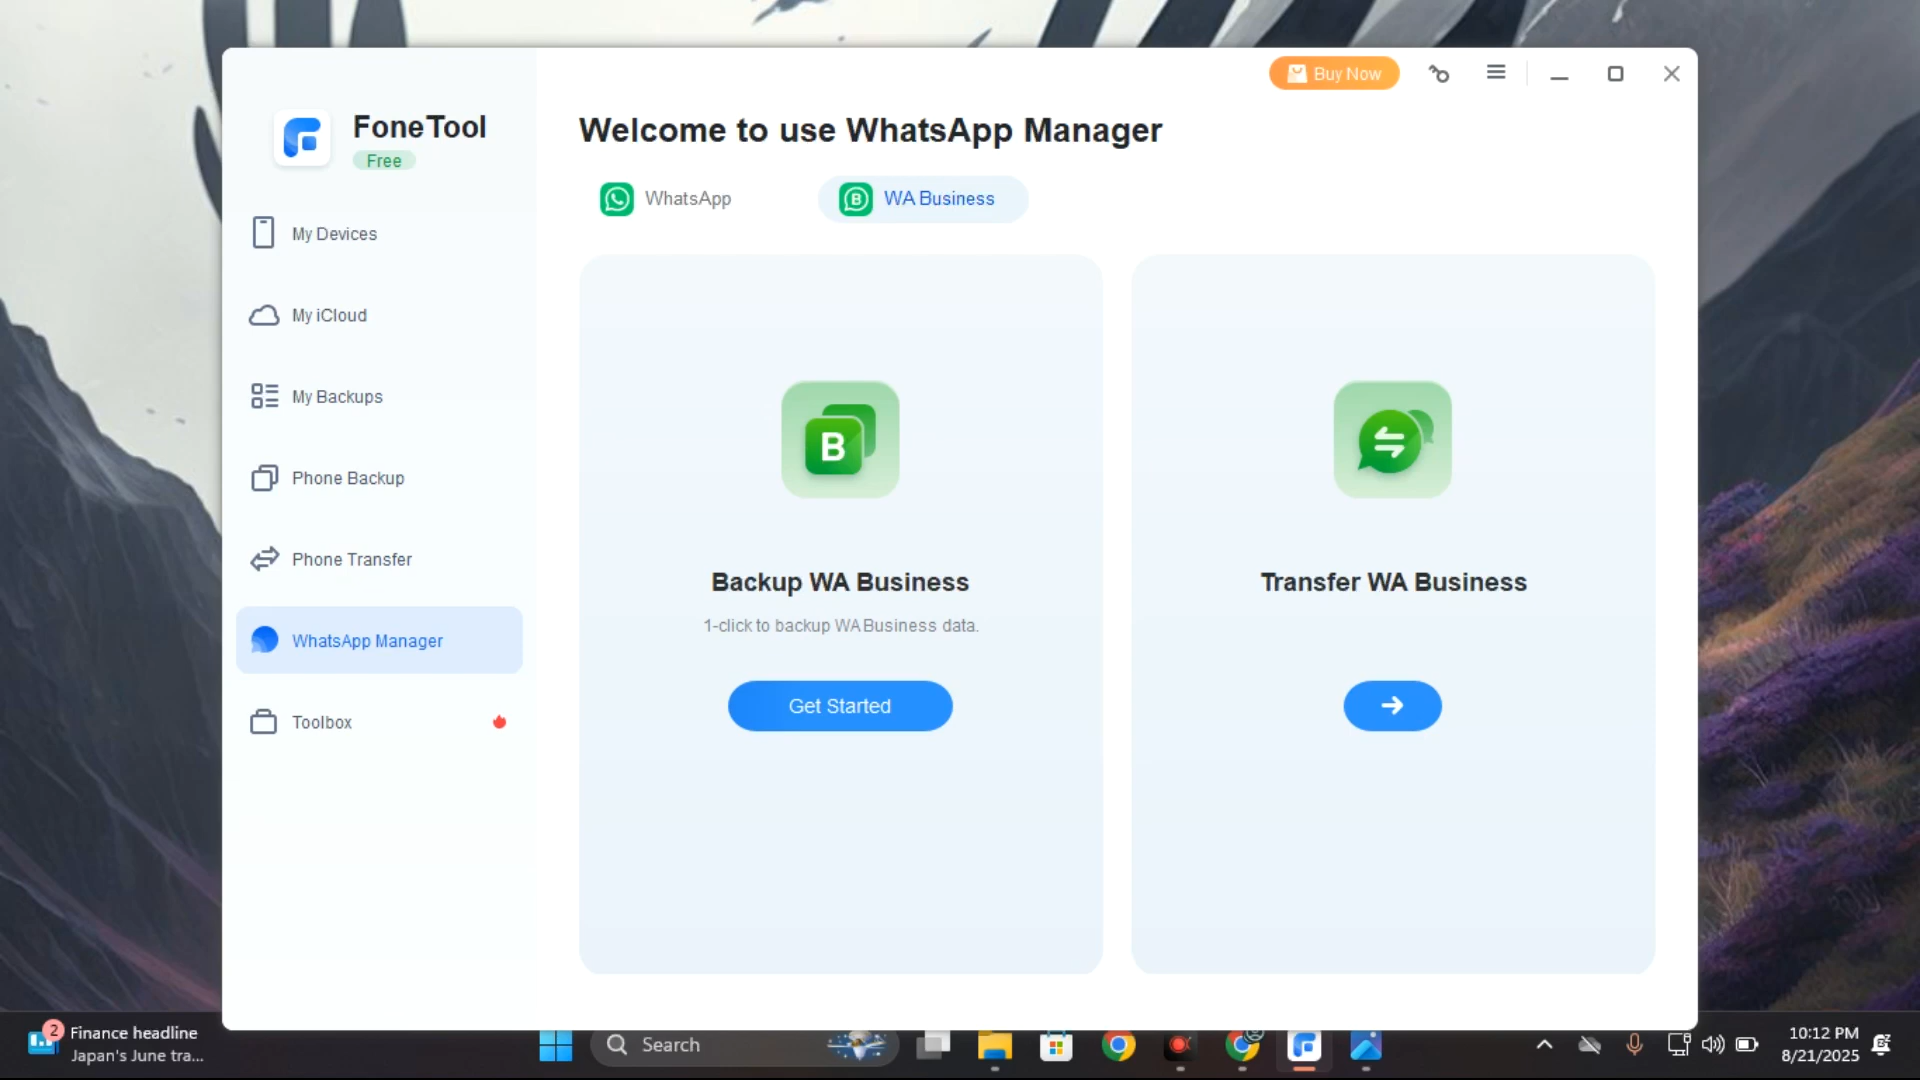 Buy Now
FoneTool
Free
Welcome to use WhatsApp Manager
WhatsApp
WA Business
My Devices
My iCloud
My Backups
Phone Backup
Phone Transfer
WhatsApp Manager
Toolbox
B
Backup WA Business
1-click to backup WA Business data.
Get Started
Transfer WA Business
2
Finance headline
Japan's June tra...
Search
10:12 PM
8/21/2025